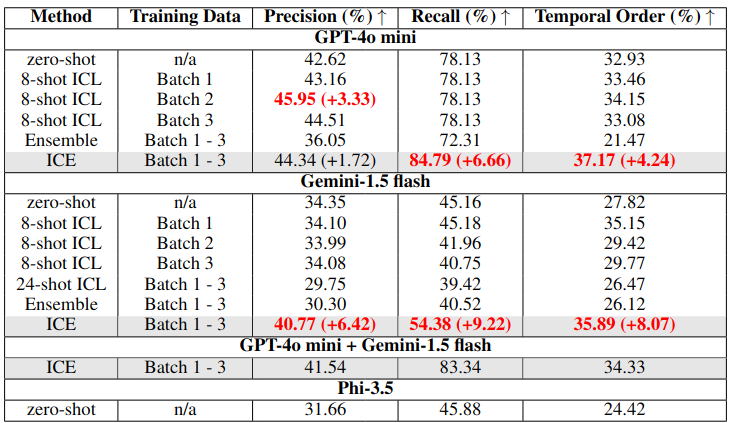 Method Training Data Precision (%) ↑ Recall (%) ↑ Temporal Order (%) ↑
GPT-4o mini
zero-shot n/a 42.62 78.13 32.93
8-shot ICL Batch 1 43.16 78.13 33.46
8-shot ICL Batch 2 45.95 (+3.33) 78.13 34.15
8-shot ICL Batch 3 44.51 78.13 33.08
Ensemble Batch 1 - 3 36.05 72.31 21.47
ICE Batch 1 - 3 44.34 (+1.72) 84.79 (+6.66) 37.17 (+4.24)
Gemini-1.5 flash
zero-shot n/a 34.35 45.16 27.82
8-shot ICL Batch 1 34.10 45.18 35.15
8-shot ICL Batch 2 33.99 41.96 29.42
8-shot ICL Batch 3 34.08 40.75 29.77
24-shot ICL Batch 1 - 3 29.75 39.42 26.47
Ensemble Batch 1 - 3 30.30 40.52 26.12
ICE Batch 1 - 3 40.77 (+6.42) 54.38 (+9.22) 35.89 (+8.07)
GPT-4o mini + Gemini-1.5 flash
ICE Batch 1 - 3 41.54 83.34 34.33
Phi-3.5
zero-shot n/a 31.66 45.88 24.42